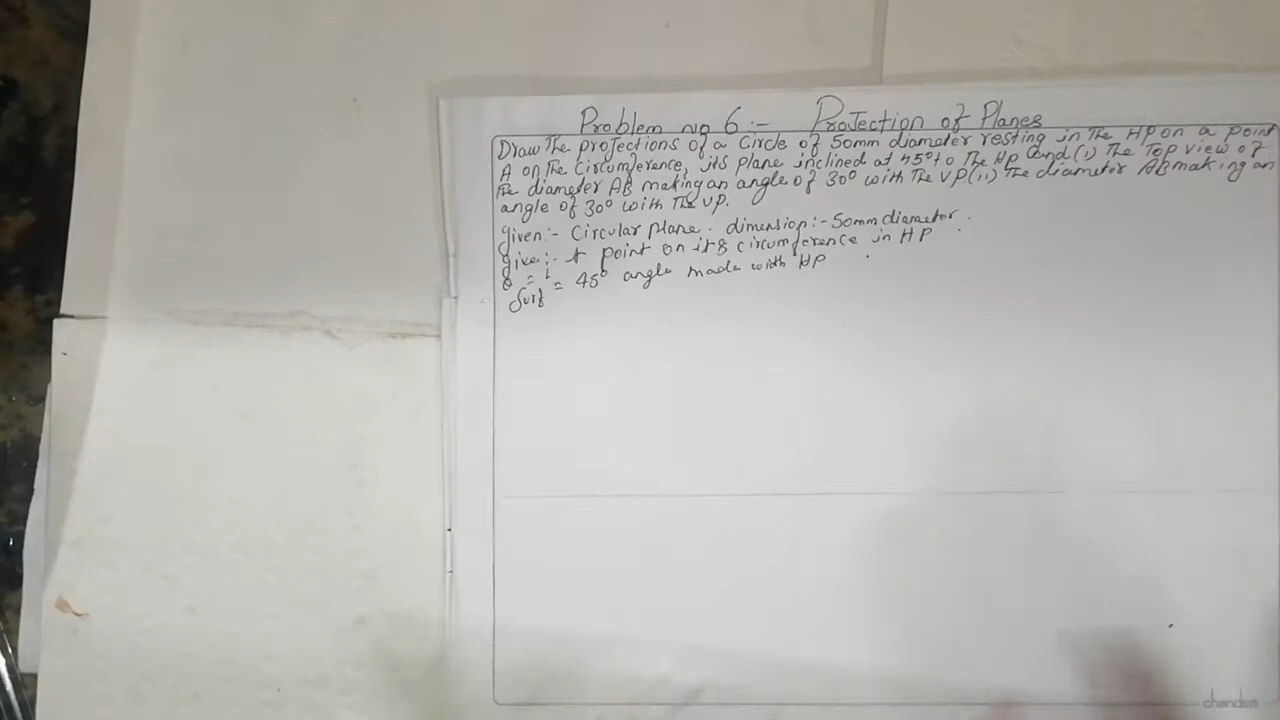 Problem no 6:- Projection of Planes
Draw The projections of a Circle of 50mm diameter resting in The HP on a point
A on The Circumference, its plane inclined at 45° to The Hp and (i) The Top view of
The diameter AB making an angle of 30° with The VP (ii) The diameter AB making an
angle of 30° with The VP.
given:- Circular plane. dimension:- 50mm diameter.
give:- A point on its circumference in HP
θ = i
Surf = 45° angle made with HP
chandra